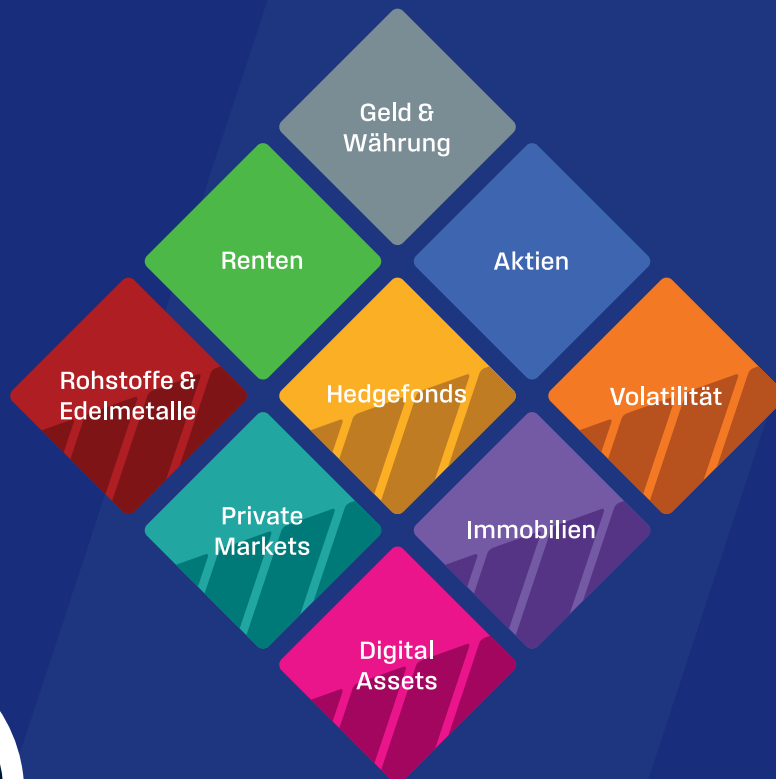 Geld &
Währung
Renten
Aktien
Rohstoffe &
Edelmetalle
Hedgefonds
Volatilität
Private
Markets
Immobilien
Digital
Assets